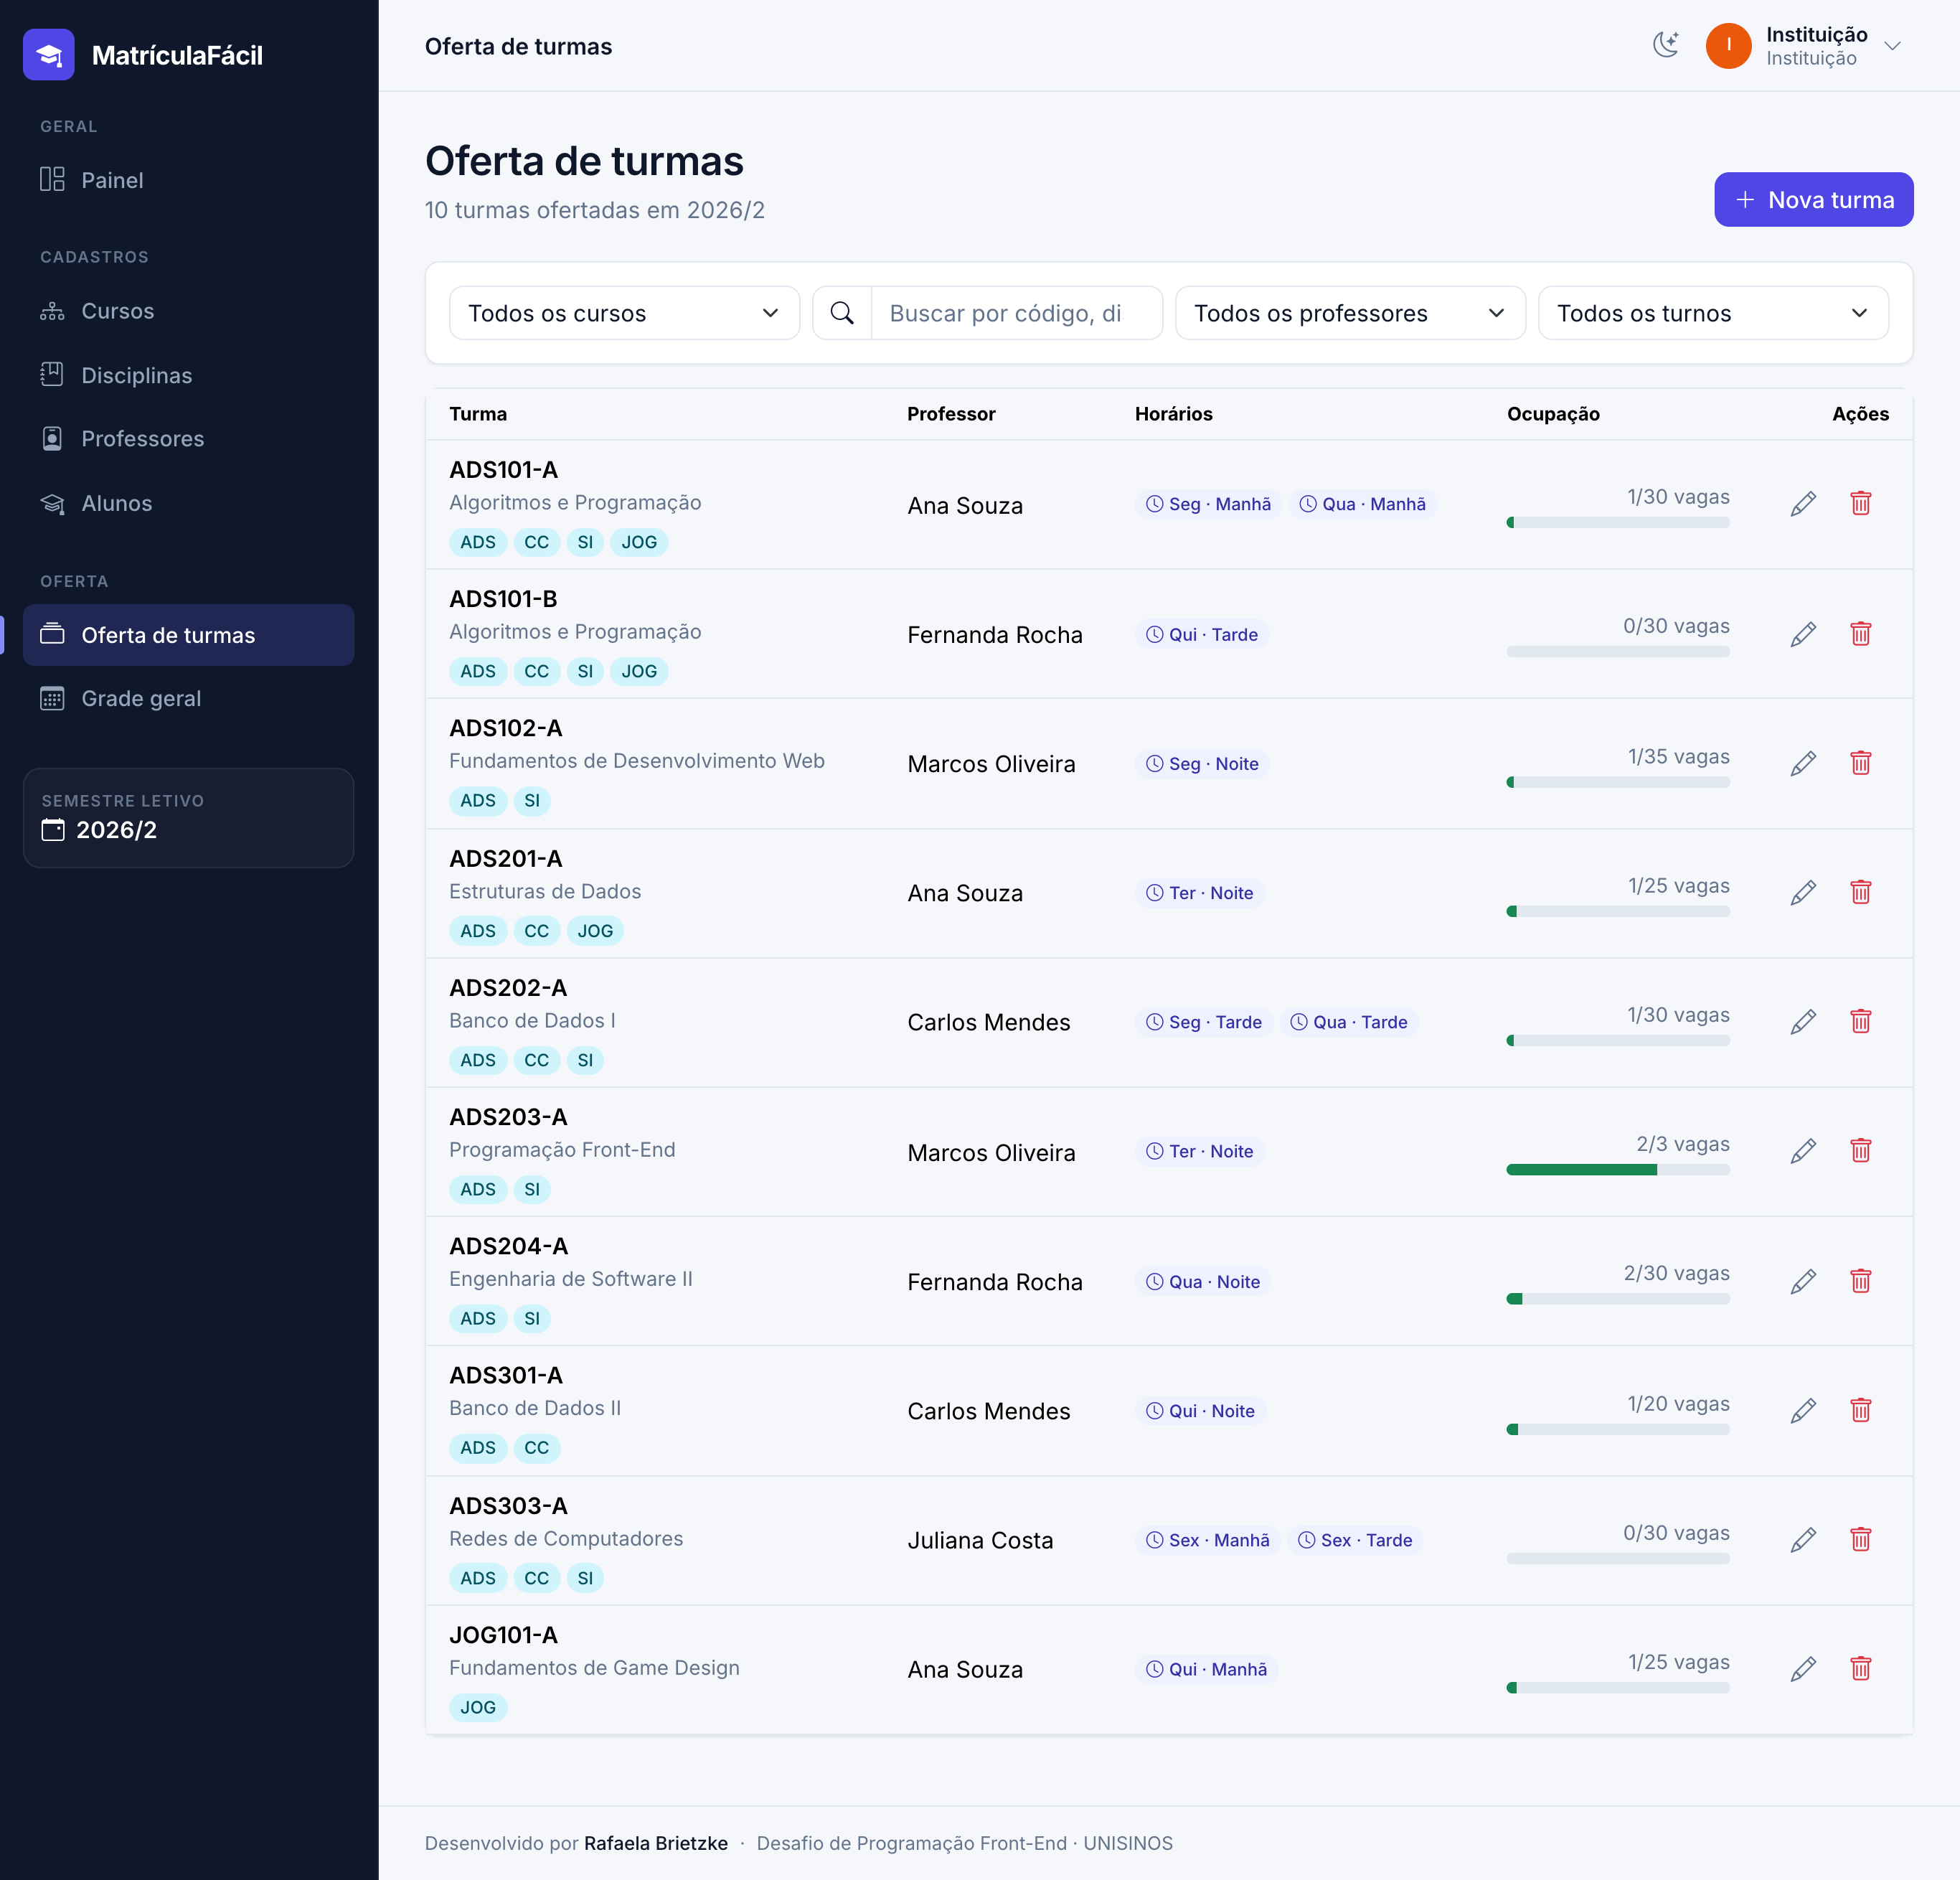 MatrículaFácil
GERAL
Painel
CADASTROS
Cursos
Disciplinas
Professores
Alunos
OFERTA
Oferta de turmas
Grade geral
SEMESTRE LETIVO
2026/2
Oferta de turmas
I
Instituição
Instituição
Oferta de turmas
10 turmas ofertadas em 2026/2
Nova turma
Todos os cursos
Buscar por código, di
Todos os professores
Todos os turnos
Turma Professor Horários Ocupação Ações
ADS101-A
Algoritmos e Programação
ADS CC SI JOG
Ana Souza
Seg · Manhã Qua · Manhã
1/30 vagas
ADS101-B
Algoritmos e Programação
ADS CC SI JOG
Fernanda Rocha
Qui · Tarde
0/30 vagas
ADS102-A
Fundamentos de Desenvolvimento Web
ADS SI
Marcos Oliveira
Seg · Noite
1/35 vagas
ADS201-A
Estruturas de Dados
ADS CC JOG
Ana Souza
Ter · Noite
1/25 vagas
ADS202-A
Banco de Dados I
ADS CC SI
Carlos Mendes
Seg · Tarde Qua · Tarde
1/30 vagas
ADS203-A
Programação Front-End
ADS SI
Marcos Oliveira
Ter · Noite
2/3 vagas
ADS204-A
Engenharia de Software II
ADS SI
Fernanda Rocha
Qua · Noite
2/30 vagas
ADS301-A
Banco de Dados II
ADS CC
Carlos Mendes
Qui · Noite
1/20 vagas
ADS303-A
Redes de Computadores
ADS CC SI
Juliana Costa
Sex · Manhã Sex · Tarde
0/30 vagas
JOG101-A
Fundamentos de Game Design
JOG
Ana Souza
Qui · Manhã
1/25 vagas
Desenvolvido por Rafaela Brietzke · Desafio de Programação Front-End · UNISINOS